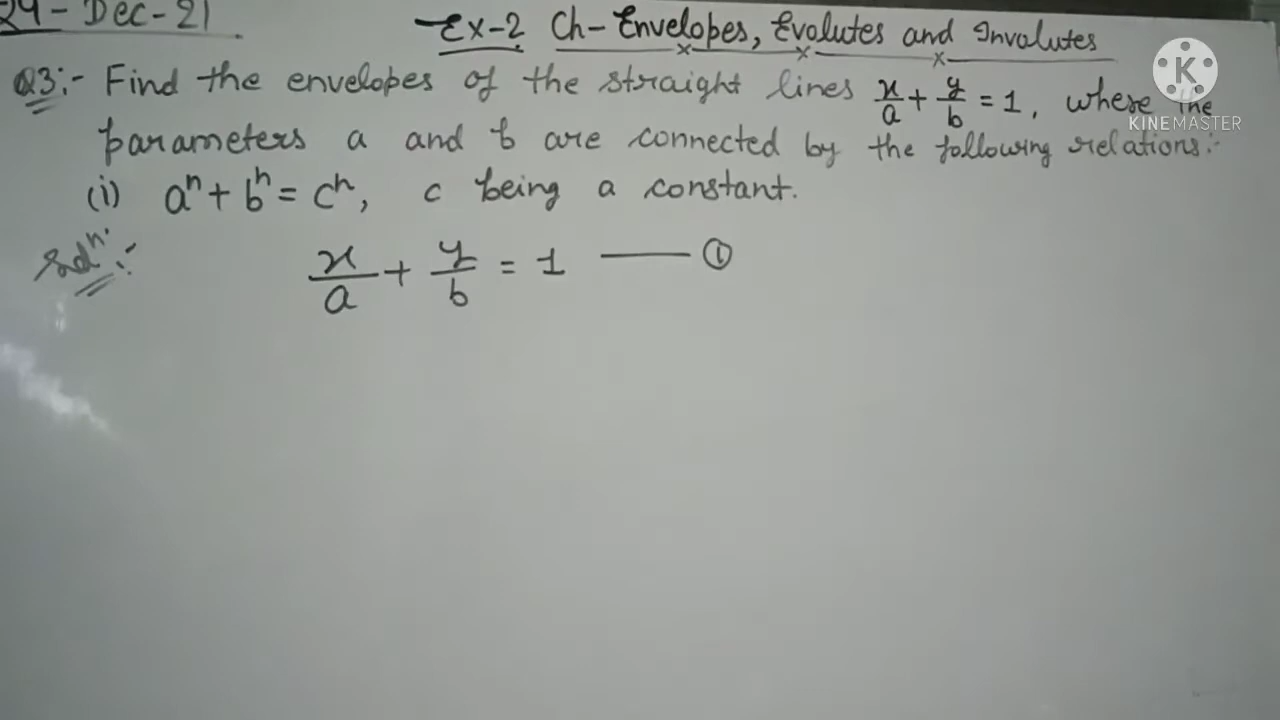 24-Dec-21
Ex-2 Ch-Envelopes, Evolutes and Involutes
Q3:- Find the envelopes of the straight lines x/a + y/b = 1, where the
parameters a and b are connected by the following relations:-
(i) aⁿ + bⁿ = cⁿ, c being a constant.
Solⁿ:-
x/a + y/b = 1 —— ①
K
KINEMASTER